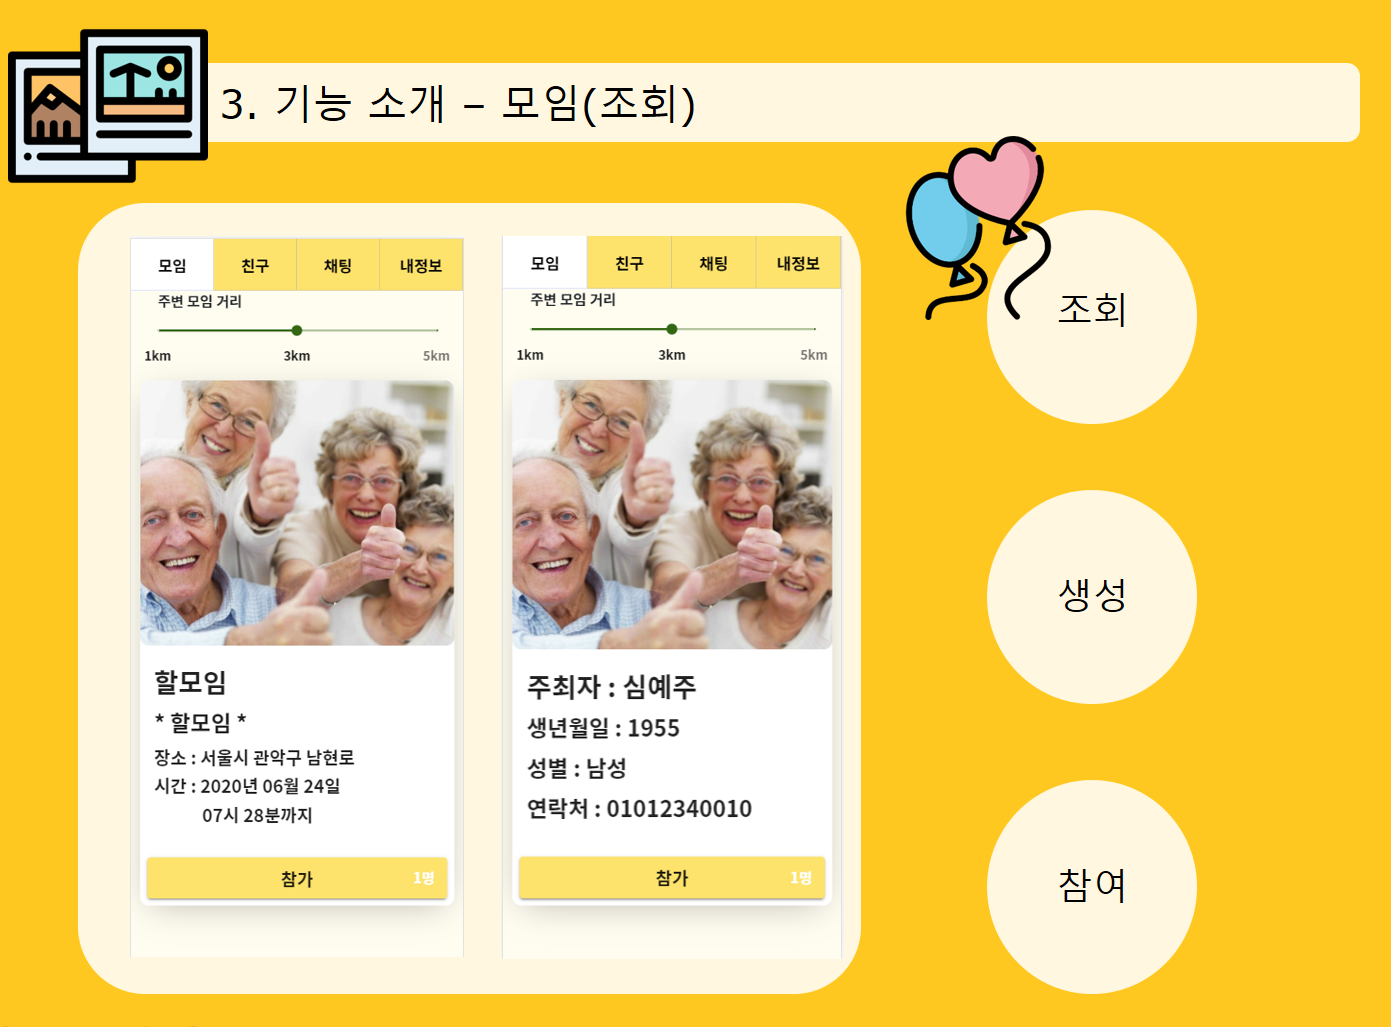 3. 기능 소개 – 모임(조회)
모임 친구 채팅 내정보
주변 모임 거리
1km 3km 5km
할모임
* 할모임 *
장소 : 서울시 관악구 남현로
시간 : 2020년 06월 24일
07시 28분까지
참가 1명
모임 친구 채팅 내정보
주변 모임 거리
1km 3km 5km
주최자 : 심예주
생년월일 : 1955
성별 : 남성
연락처 : 01012340010
참가 1명
조회
생성
참여